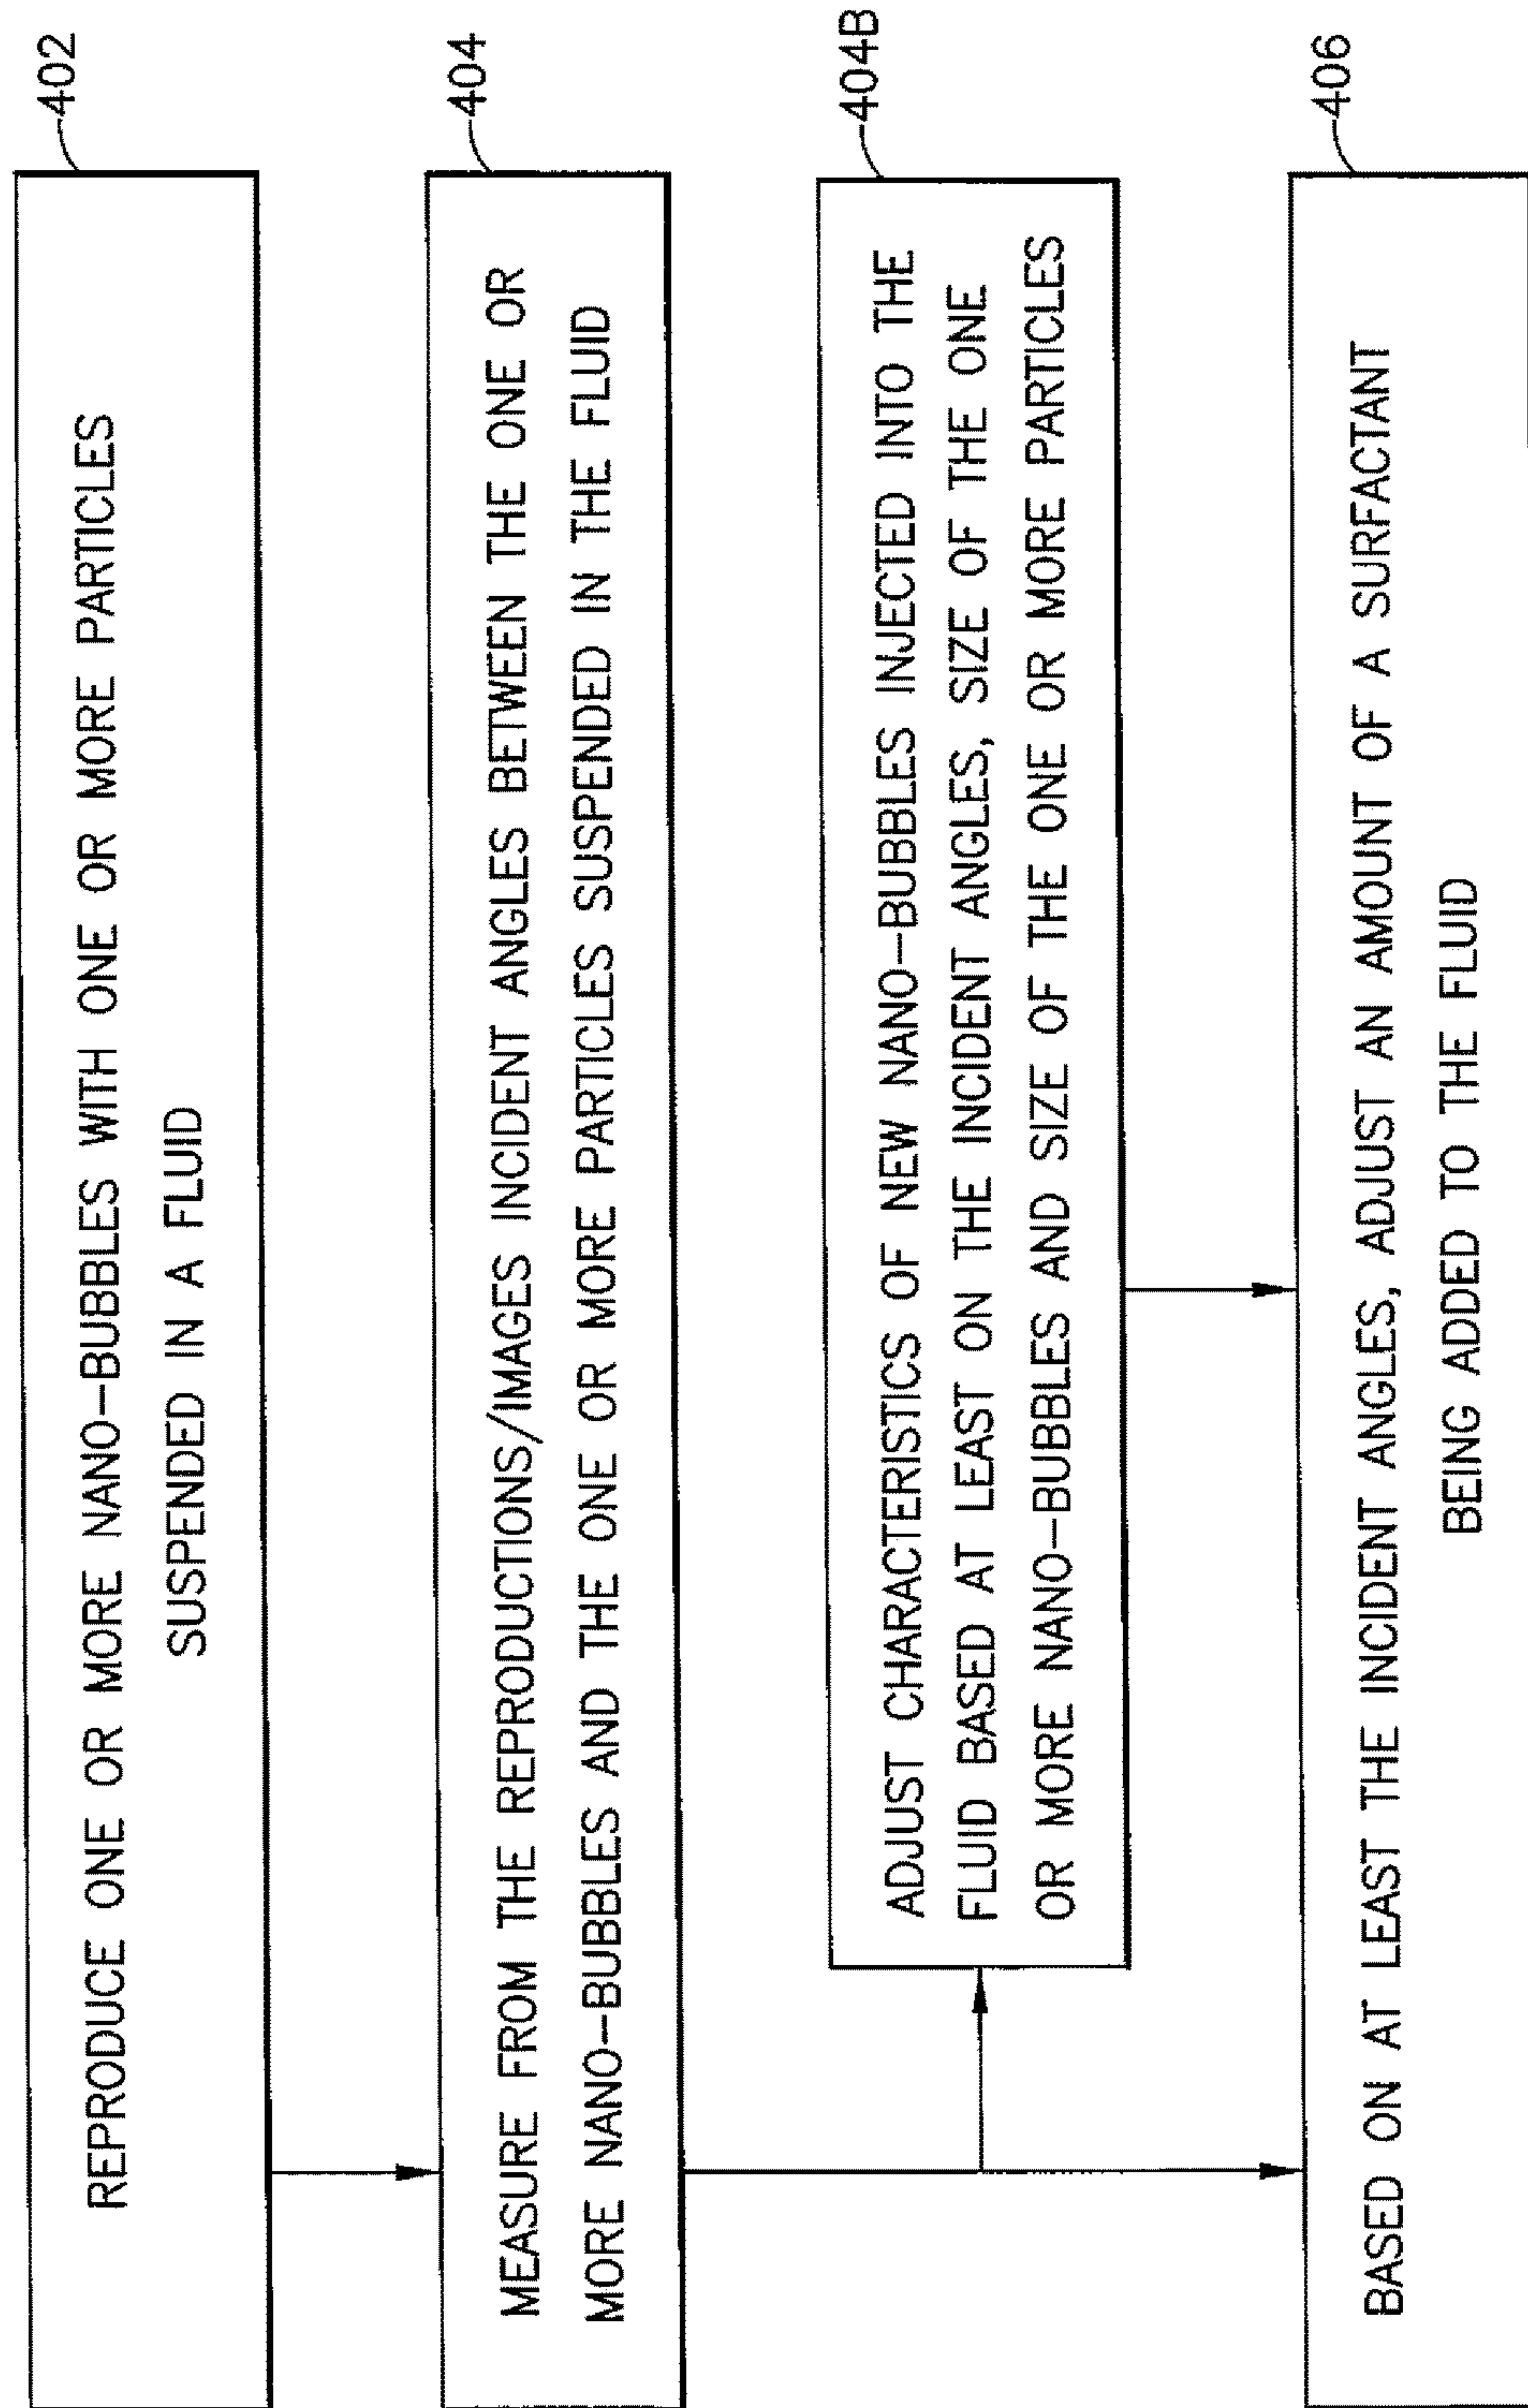 402
REPRODUCE ONE OR MORE NANO-BUBBLES WITH ONE OR MORE PARTICLES
SUSPENDED IN A FLUID
404
MEASURE FROM THE REPRODUCTIONS/IMAGES INCIDENT ANGLES BETWEEN THE ONE OR
MORE NANO-BUBBLES AND THE ONE OR MORE PARTICLES SUSPENDED IN THE FLUID
404B
ADJUST CHARACTERISTICS OF NEW NANO-BUBBLES INJECTED INTO THE
FLUID BASED AT LEAST ON THE INCIDENT ANGLES, SIZE OF THE ONE
OR MORE NANO-BUBBLES AND SIZE OF THE ONE OR MORE PARTICLES
406
BASED ON AT LEAST THE INCIDENT ANGLES, ADJUST AN AMOUNT OF A SURFACTANT
BEING ADDED TO THE FLUID